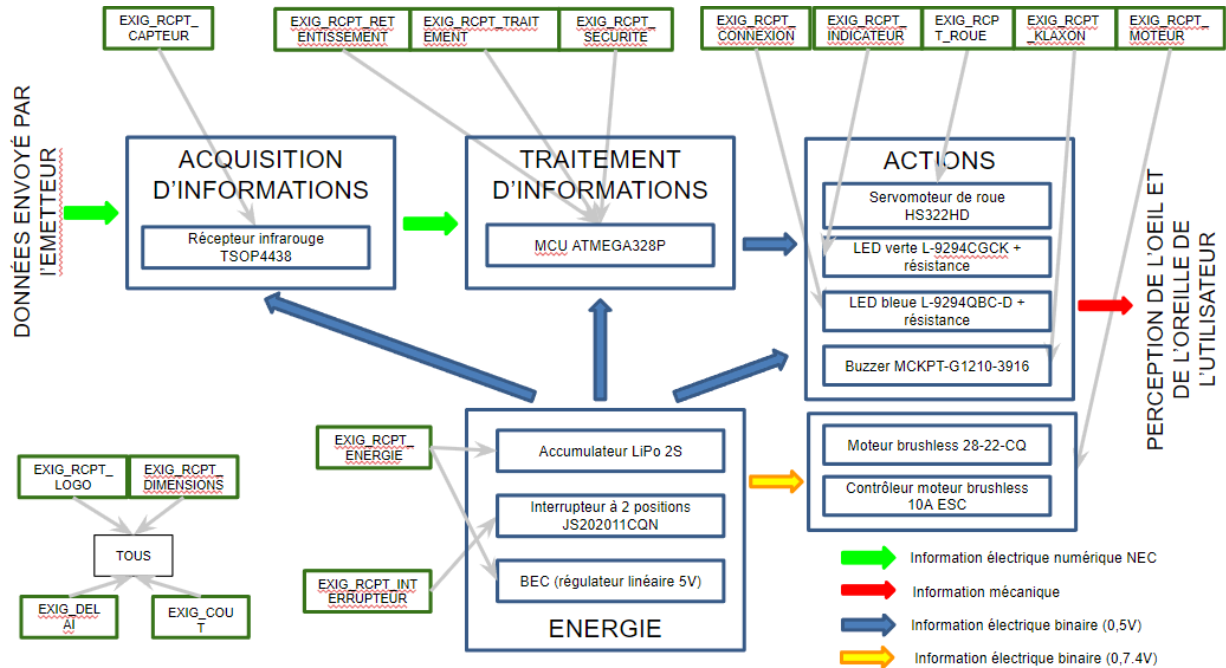 EXIG_RCPT_
CAPTEUR
EXIG_RCPT_RET
ENTISSEMENT
EXIG_RCPT_TRAIT
EMENT
EXIG_RCPT_
SECURITE
EXIG_RCPT_
CONNEXION
EXIG_RCPT_
INDICATEUR
EXIG_RCP
T_ROUE
EXIG_RCPT
_KLAXON
EXIG_RCPT_
MOTEUR
DONNÉES ENVOYÉ PAR
l'EMETTEUR
ACQUISITION
D'INFORMATIONS
Récepteur infrarouge
TSOP4438
TRAITEMENT
D'INFORMATIONS
MCU ATMEGA328P
ACTIONS
Servomoteur de roue
HS322HD
LED verte L-9294CGCK +
résistance
LED bleue L-9294QBC-D +
résistance
Buzzer MCKPT-G1210-3916
PERCEPTION DE L'OEIL ET
DE L'OREILLE DE
L'UTILISATEUR
EXIG_RCPT_
ENERGIE
Accumulateur LiPo 2S
Interrupteur à 2 positions
JS202011CQN
BEC (régulateur linéaire 5V)
ENERGIE
EXIG_RCPT_INT
ERRUPTEUR
Moteur brushless 28-22-CQ
Contrôleur moteur brushless
10A ESC
EXIG_RCPT_
LOGO
EXIG_RCPT_
DIMENSIONS
TOUS
EXIG_DEL
AI
EXIG_COU
T
Information électrique numérique NEC
Information mécanique
Information électrique binaire (0,5V)
Information électrique binaire (0,7.4V)